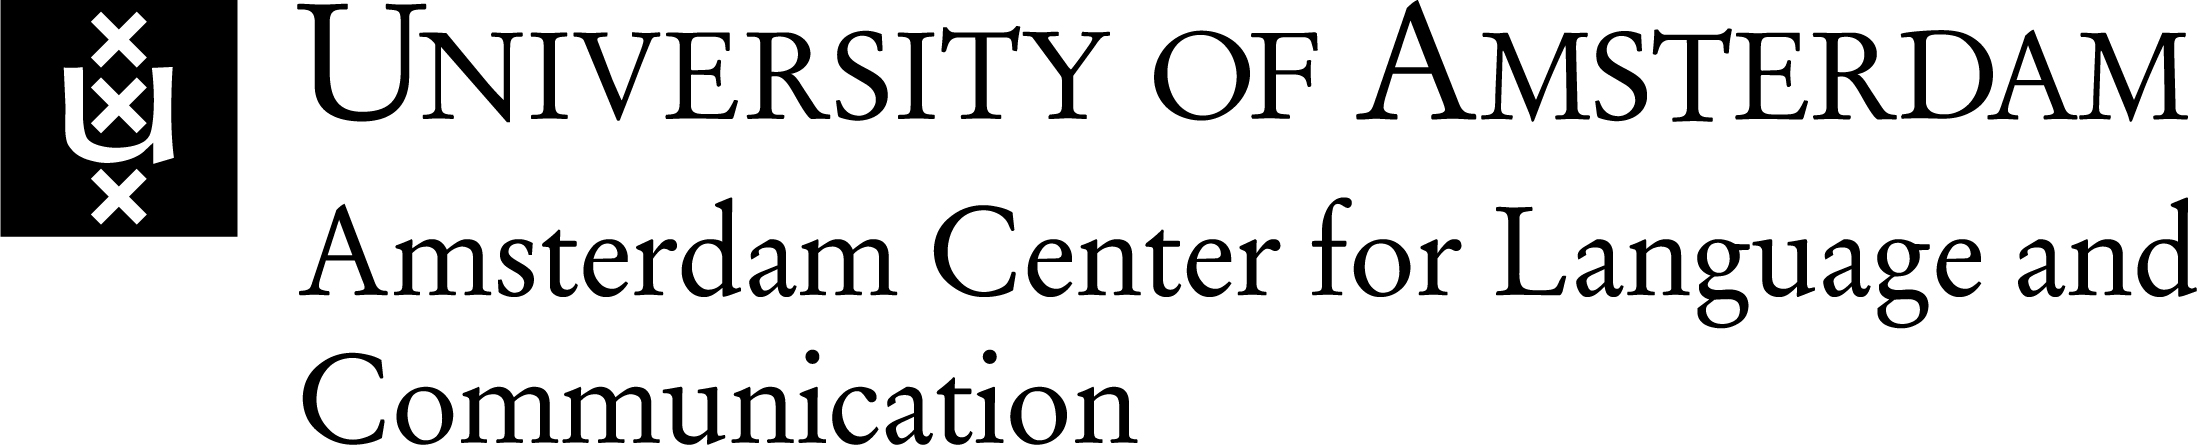 UNIVERSITY OF AMSTERDAM
Amsterdam Center for Language and
Communication